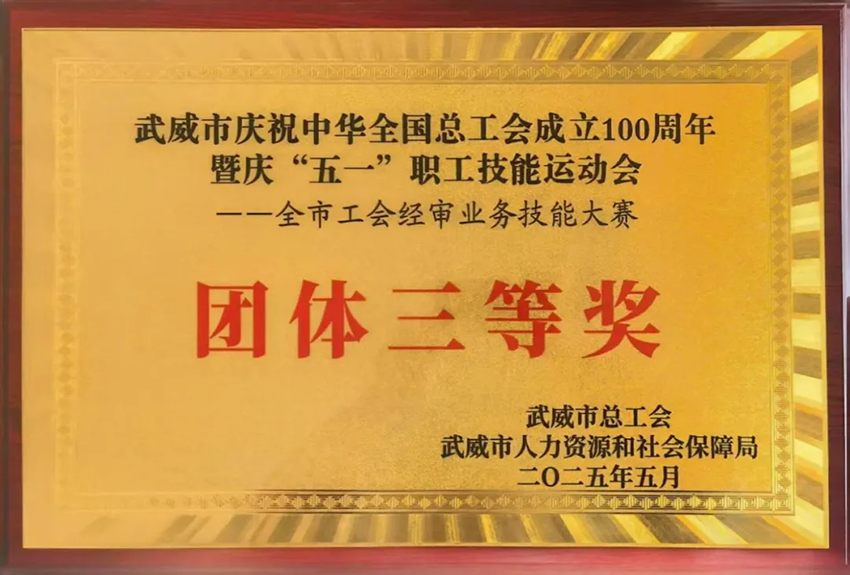 武威市庆祝中华全国总工会成立100周年
暨庆“五一”职工技能运动会
——全市工会经审业务技能大赛
团体三等奖
武威市总工会
武威市人力资源和社会保障局
二〇二五年五月